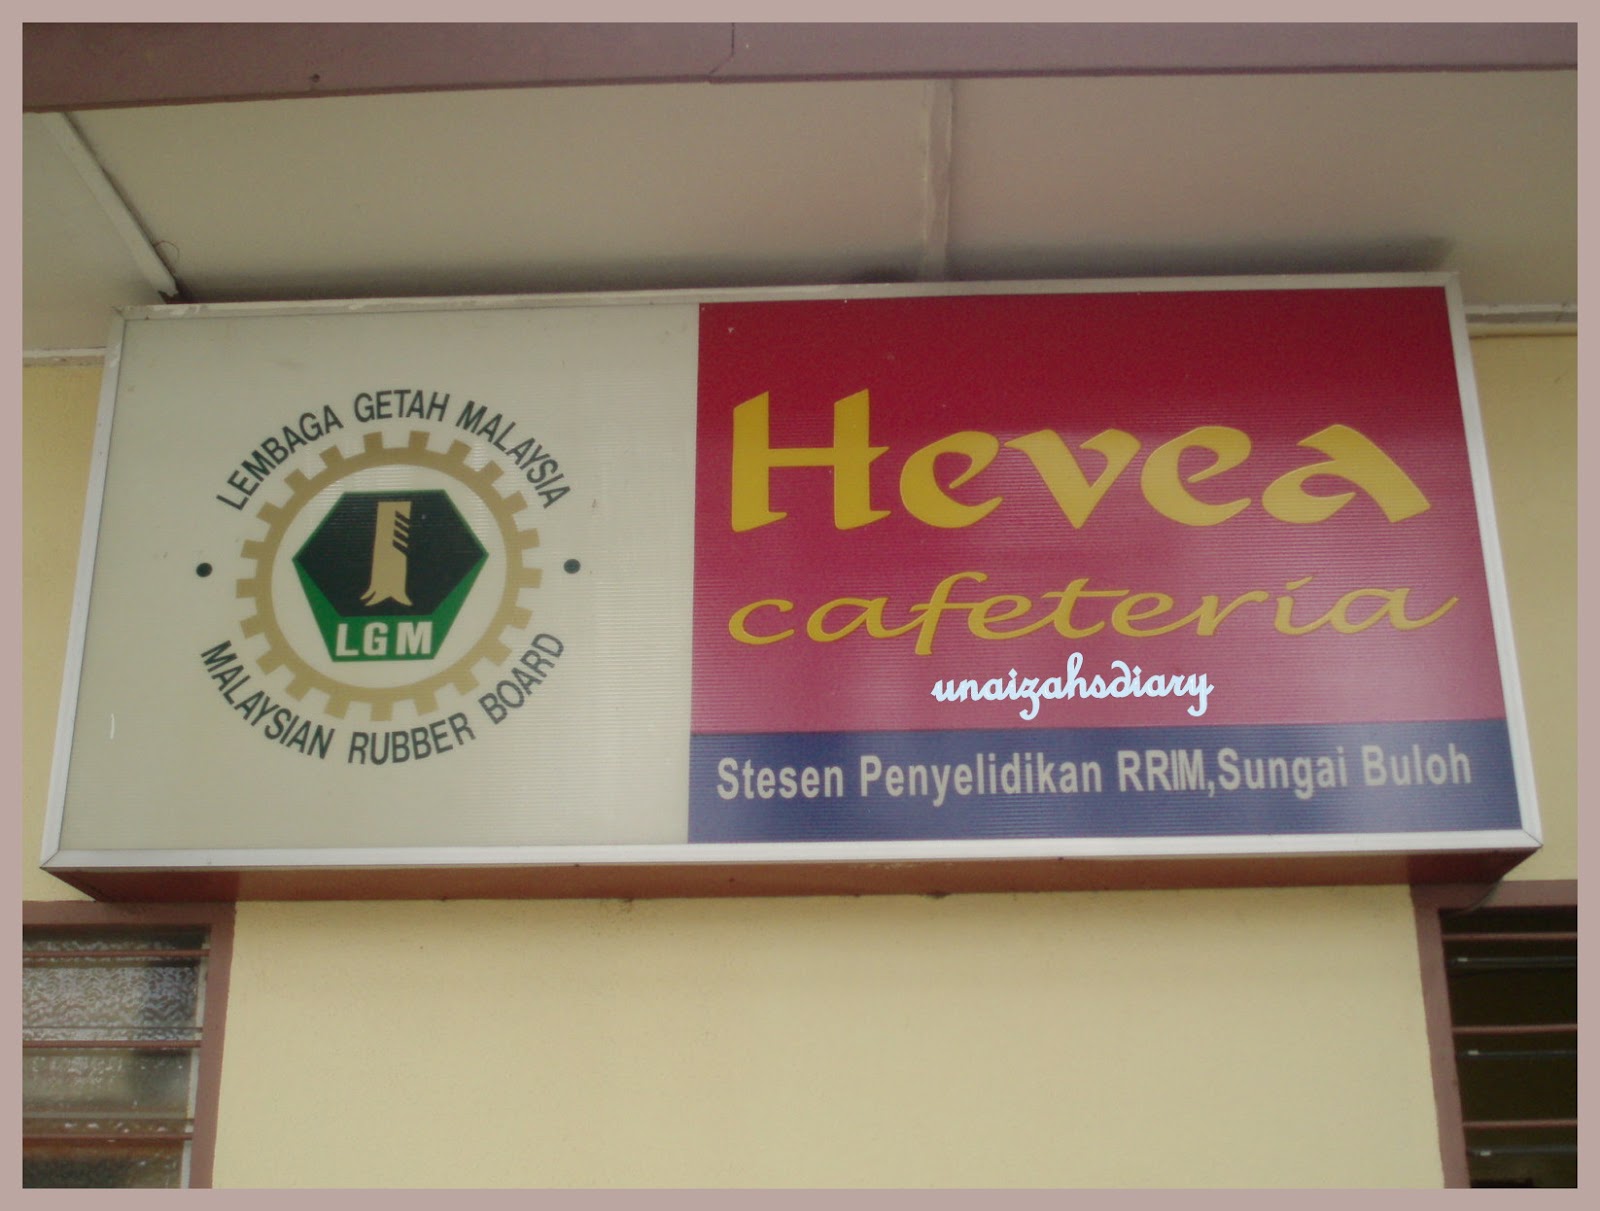 LEMBAGA GETAH MALAYSIA
LGM
MALAYSIAN RUBBER BOARD
Hevea
cafeteria
unaizahsdiary
Stesen Penyelidikan RRIM,Sungai Buloh